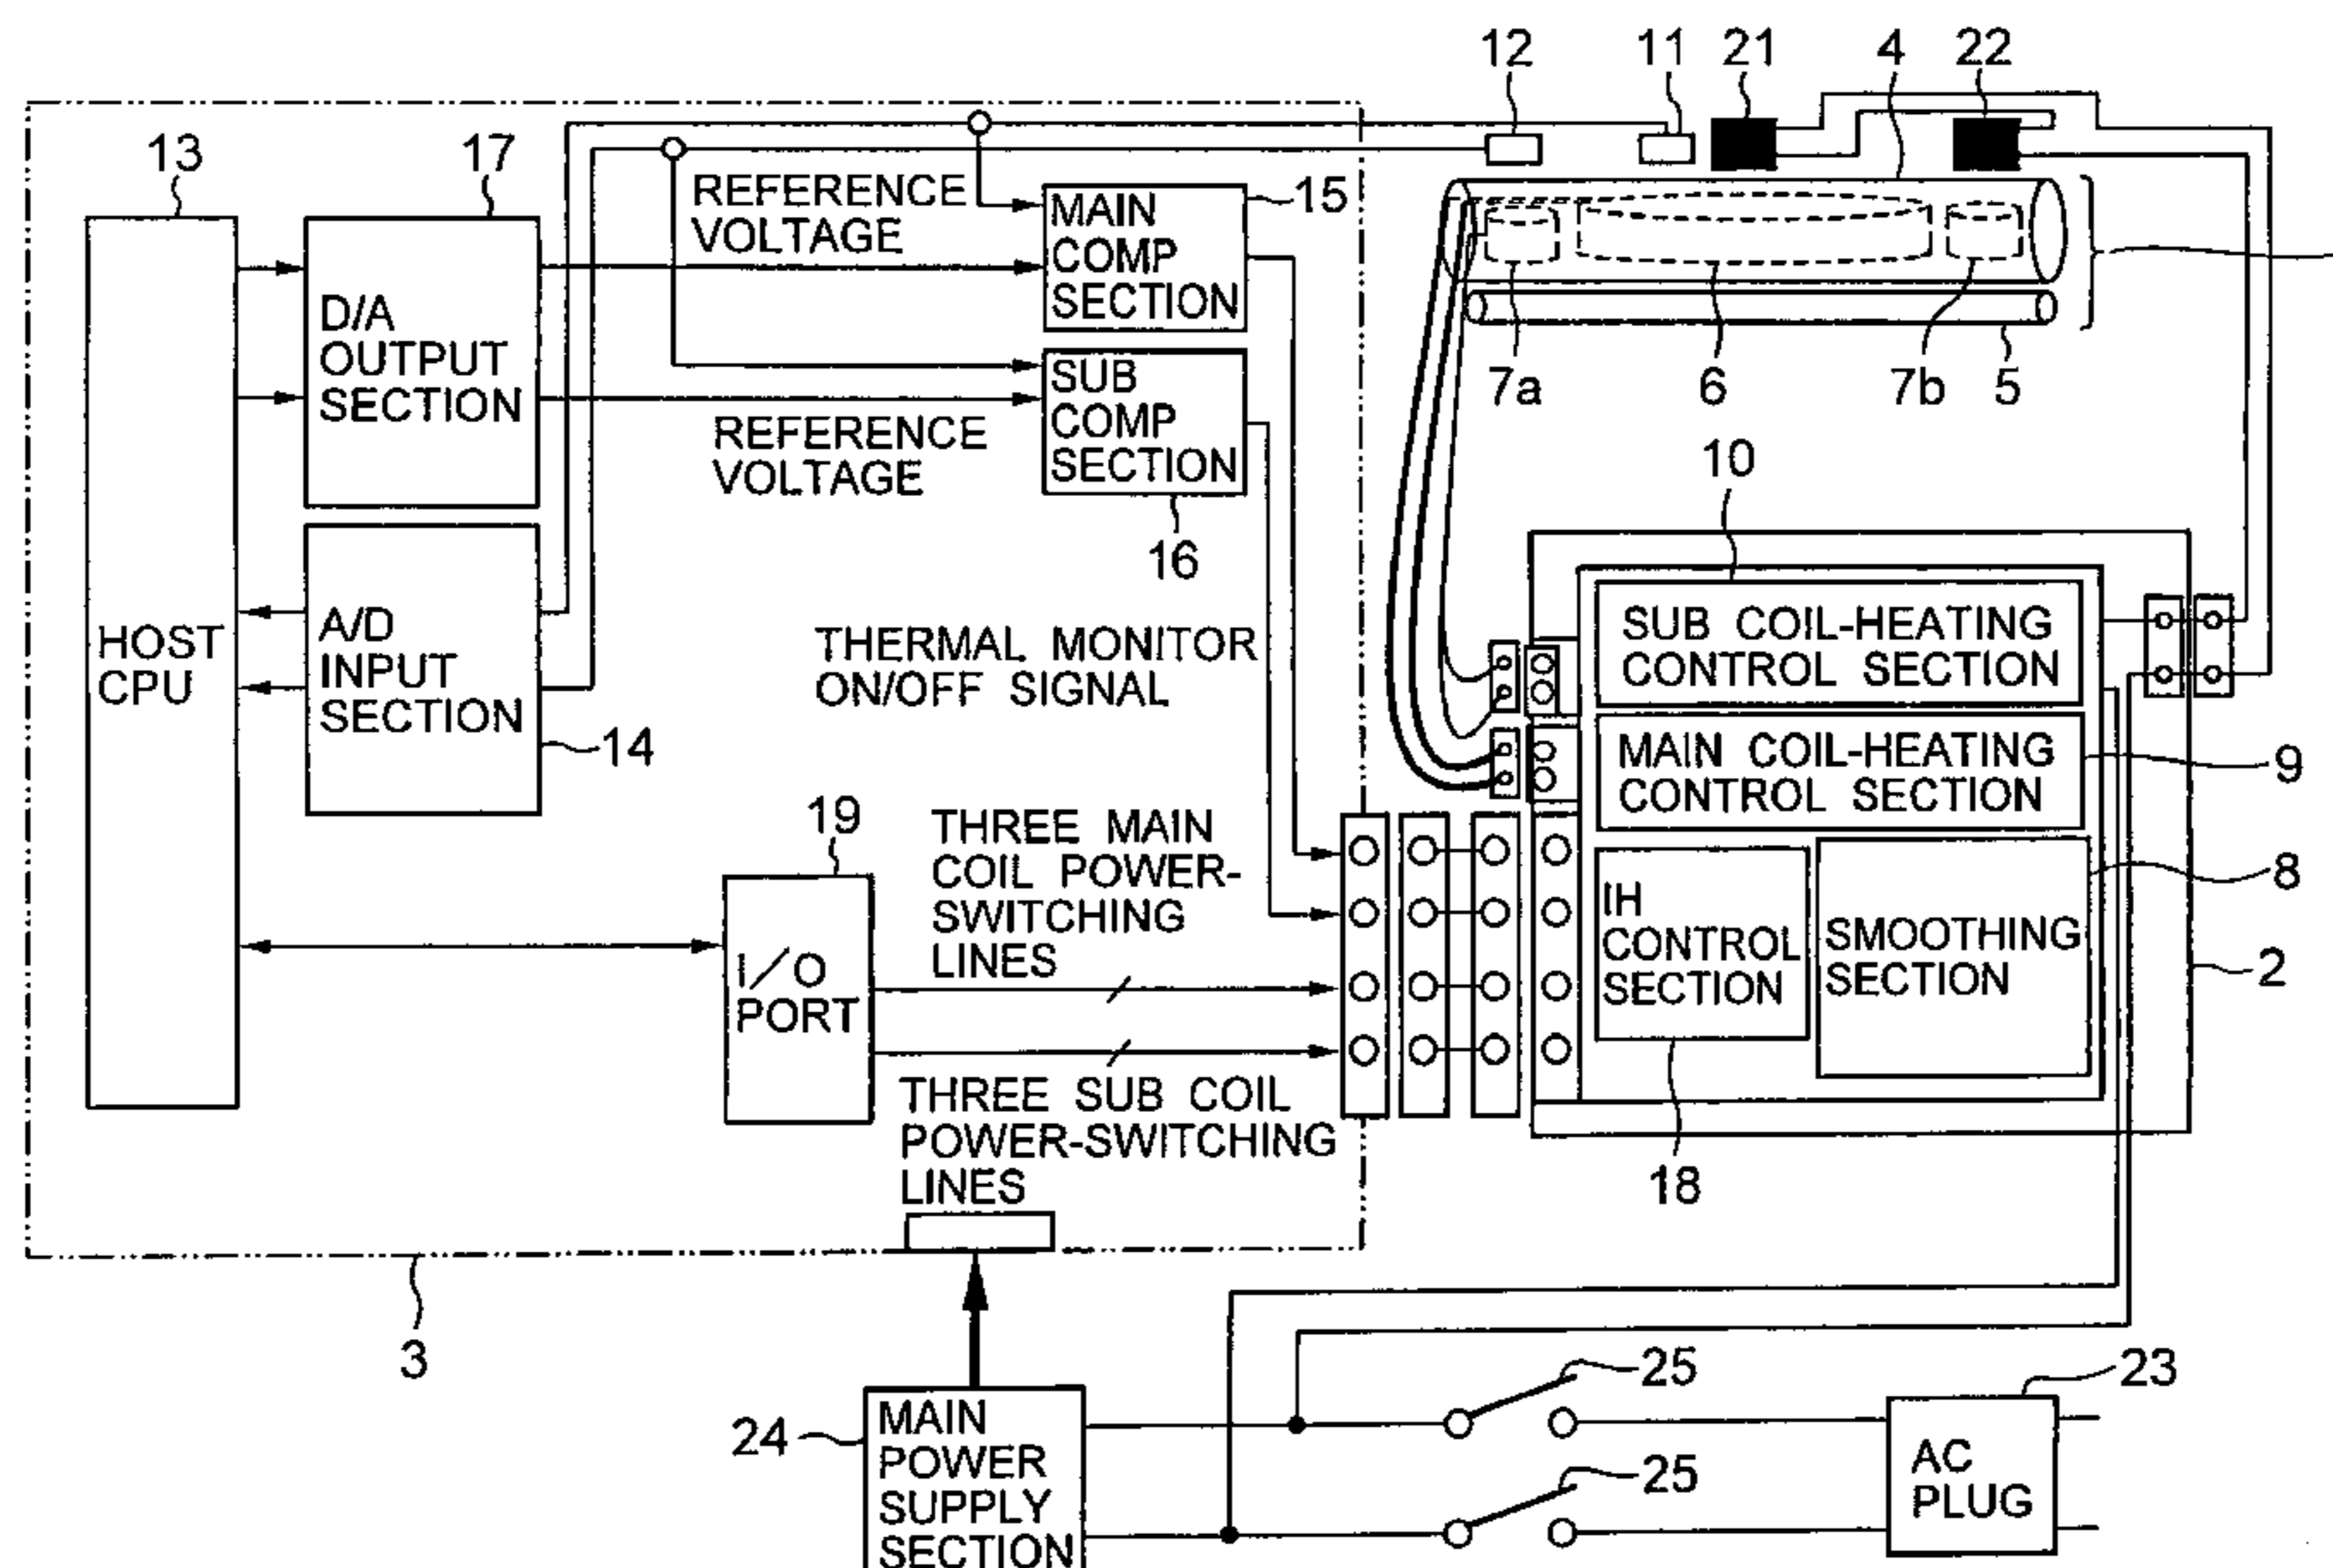 12
11
21
4
22
13
17
REFERENCE
VOLTAGE
MAIN
COMP
SECTION
15
D/A
OUTPUT
SECTION
SUB
COMP
SECTION
7a
6
7b
5
REFERENCE
VOLTAGE
16
10
HOST
CPU
A/D
INPUT
SECTION
14
THERMAL MONITOR
ON/OFF SIGNAL
SUB COIL-HEATING
CONTROL SECTION
MAIN COIL-HEATING
CONTROL SECTION
9
19
THREE MAIN
COIL POWER-
SWITCHING
LINES
8
IH
CONTROL
SECTION
SMOOTHING
SECTION
2
I/O
PORT
THREE SUB COIL
POWER-SWITCHING
LINES
18
3
25
23
24
MAIN
POWER
SUPPLY
SECTION
25
AC
PLUG